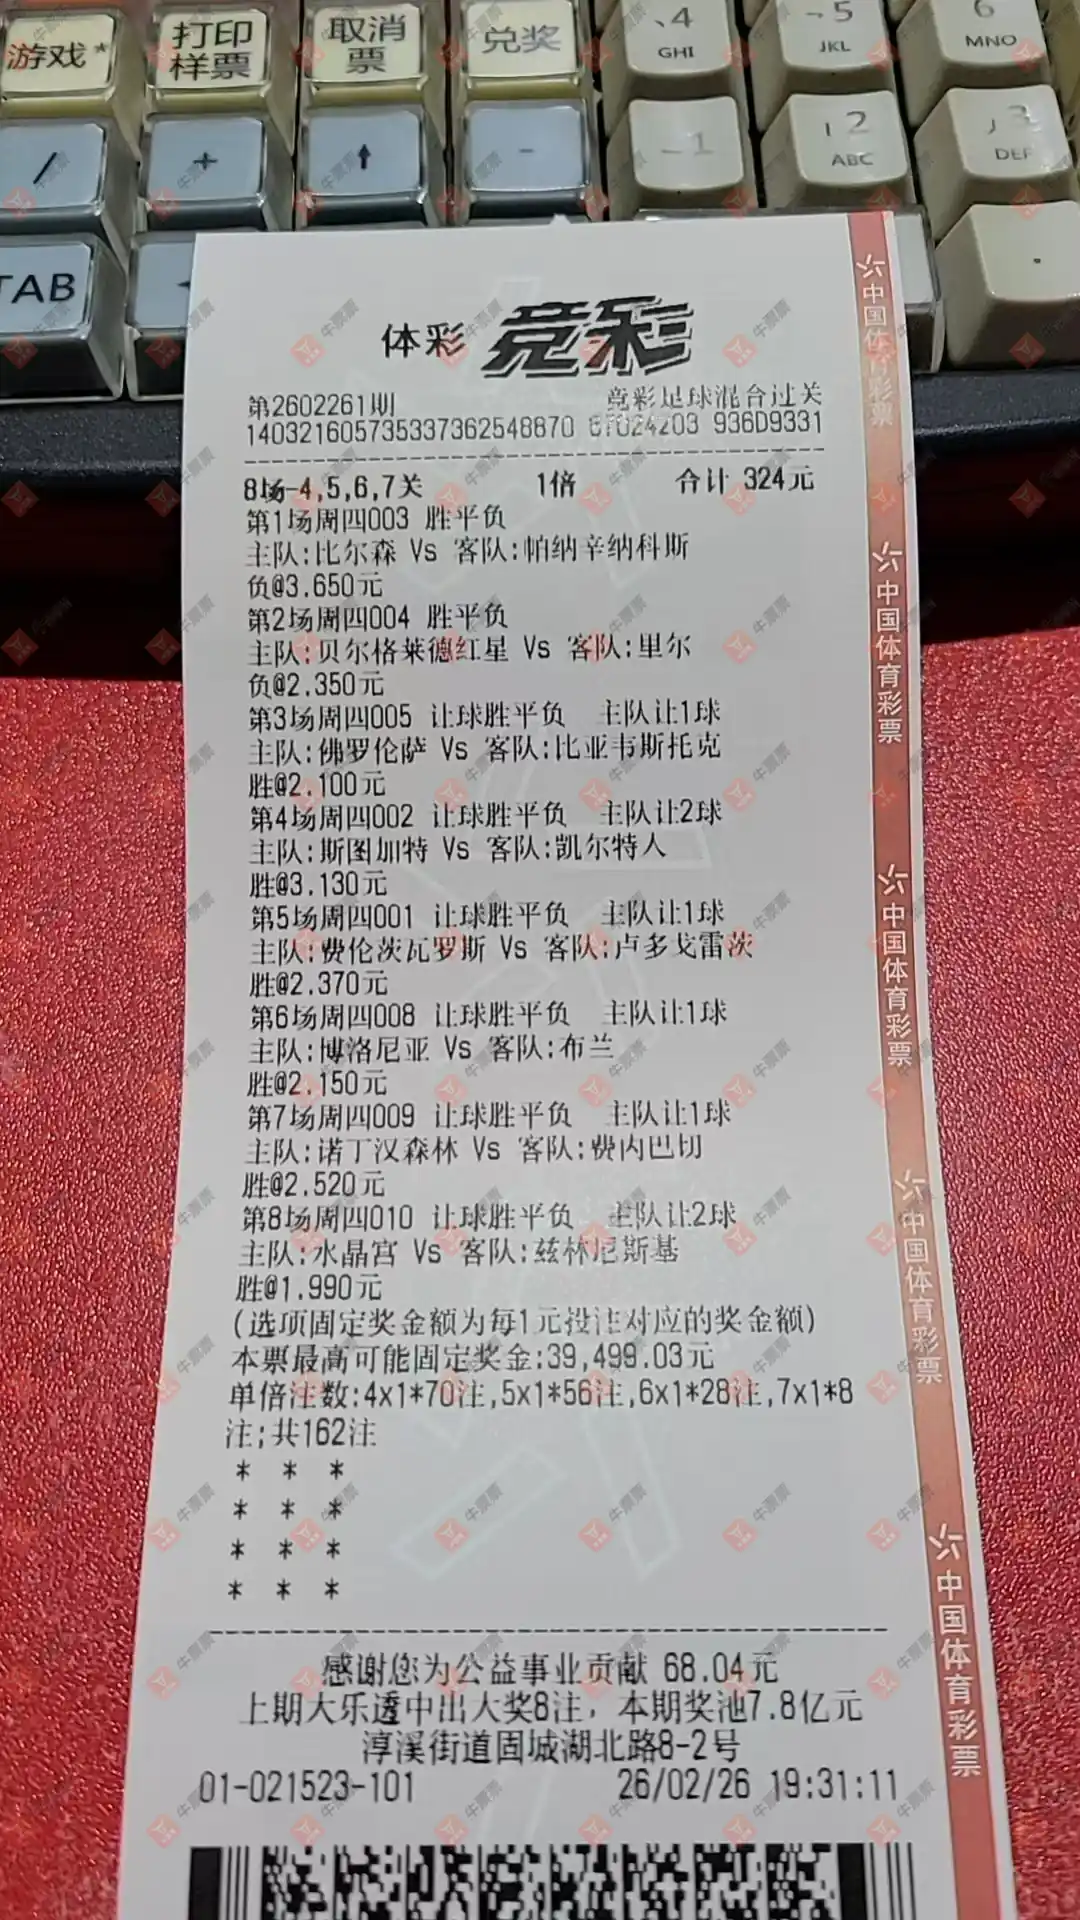 游戏*
打印样票
取消票
兑奖
4
GHI
5
JKL
6
MNO
/
+
-
1
2
ABC
3
DEF
TAB
体彩 竞彩
第2602261期 竞彩足球混合过关
140321605735337362548870 67024203 936D9331
8场-4,5,6,7关 1倍 合计 324元
第1场周四003 胜平负
主队:比尔森 Vs 客队:帕纳辛纳科斯
负@3.650元
第2场周四004 胜平负
主队:贝尔格莱德红星 Vs 客队:里尔
负@2.350元
第3场周四005 让球胜平负 主队让1球
主队:佛罗伦萨 Vs 客队:比亚韦斯托克
胜@2.100元
第4场周四002 让球胜平负 主队让2球
主队:斯图加特 Vs 客队:凯尔特人
胜@3.130元
第5场周四001 让球胜平负 主队让1球
主队:费伦茨瓦罗斯 Vs 客队:卢多戈雷茨
胜@2.370元
第6场周四008 让球胜平负 主队让1球
主队:博洛尼亚 Vs 客队:布兰
胜@2.150元
第7场周四009 让球胜平负 主队让1球
主队:诺丁汉森林 Vs 客队:费内巴切
胜@2.520元
第8场周四010 让球胜平负 主队让2球
主队:水晶宫 Vs 客队:兹林尼斯基
胜@1.990元
(选项固定奖金额为每1元投注对应的奖金额)
本票最高可能固定奖金:39,499.03元
单倍注数:4x1*70注,5x1*56注,6x1*28注,7x1*8
注;共162注
* * *
* * *
* * *
* * *
感谢您为公益事业贡献 68.04元
上期大乐透中出大奖8注，本期奖池7.8亿元
淳溪街道固城湖北路8-2号
01-021523-101 26/02/26 19:31:11
中国体育彩票
中国体育彩票
中国体育彩票
中国体育彩票
中国体育彩票
牛票票